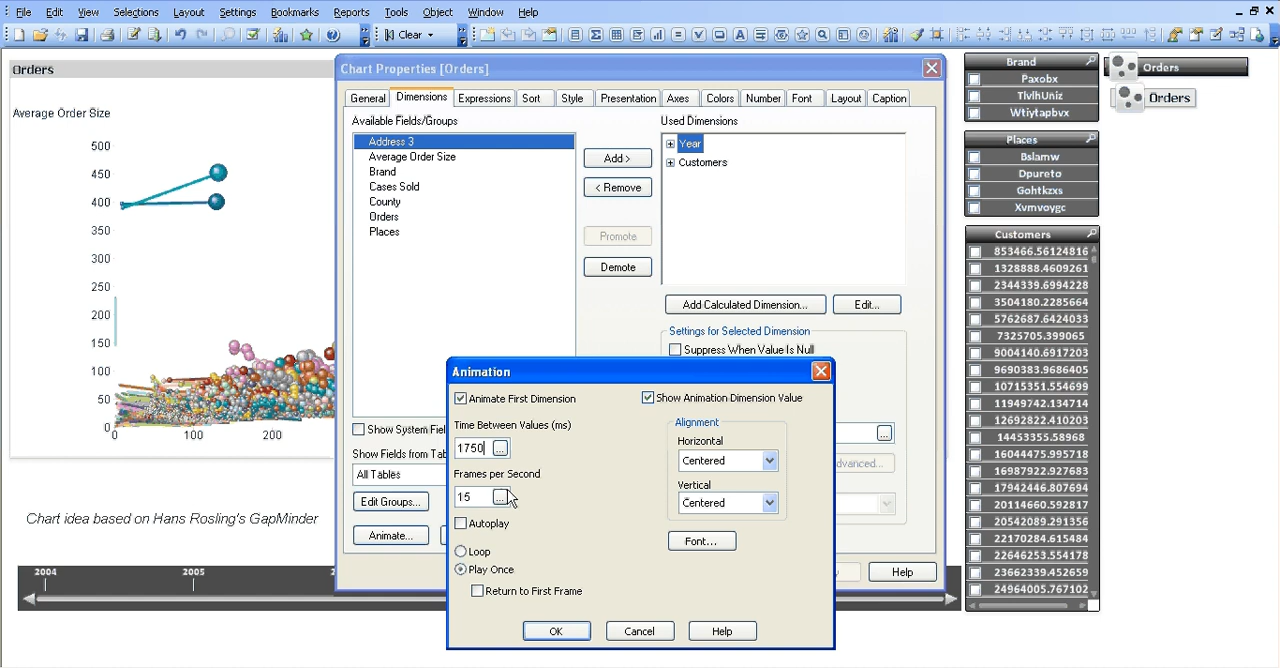 File Edit View Selections Layout Settings Bookmarks Reports Tools Object Window Help
Clear
Orders
Average Order Size
500
450
400
350
300
250
200
150
100
50
0
0 100 200
Chart idea based on Hans Rosling's GapMinder
2004 2005
Chart Properties [Orders]
General Dimensions Expressions Sort Style Presentation Axes Colors Number Font Layout Caption
Available Fields/Groups
Address 3
Average Order Size
Brand
Cases Sold
County
Orders
Places
Add >
< Remove
Promote
Demote
Used Dimensions
Year
Customers
Add Calculated Dimension...
Edit...
Settings for Selected Dimension
Suppress When Value Is Null
Show System Fiel
Show Fields from Tab
All Tables
Edit Groups...
Animate...
...
dvanced...
Help
Animation
Animate First Dimension
Time Between Values (ms)
1750
...
Frames per Second
15
...
Autoplay
Loop
Play Once
Return to First Frame
Show Animation Dimension Value
Alignment
Horizontal
Centered
Vertical
Centered
Font...
OK
Cancel
Help
Brand
Paxobx
TlvlhUniz
Wtiytapbvx
Places
Bslamw
Dpureto
Gohtkzxs
Xvmvoygc
Customers
853466.56124816
1328888.4609261
2344339.6994228
3504180.2285664
5762687.6424033
7325705.399065
9004140.6917203
9690383.9686405
10715351.554699
11949742.134714
12692822.410203
14453355.58968
16044475.995718
16987922.927683
17942446.807694
20114660.592817
20542089.291356
22170284.615484
22646253.554178
23662339.452659
24964005.767102
Orders
Orders